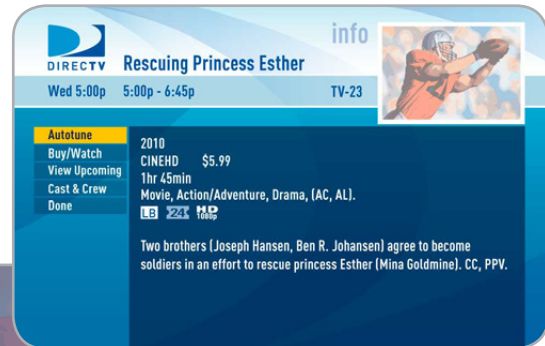 info
DIRECTV Rescuing Princess Esther
Wed 5:00p 5:00p - 6:45p TV-23
Autotune
Buy/Watch
View Upcoming
Cast & Crew
Done
2010
CINEHD $5.99
1hr 45min
Movie, Action/Adventure, Drama, (AC, AL).
LB 24 HD 1080p
Two brothers (Joseph Hansen, Ben R. Johansen) agree to become
soldiers in an effort to rescue princess Esther (Mina Goldmine). CC, PPV.